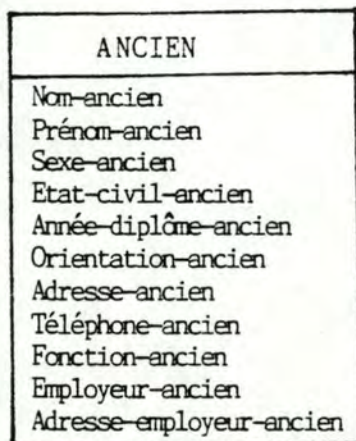 ANCIEN
Nom-ancien
Prénom-ancien
Sexe-ancien
Etat-civil-ancien
Année-diplôme-ancien
Orientation-ancien
Adresse-ancien
Téléphone-ancien
Fonction-ancien
Employeur-ancien
Adresse-employeur-ancien